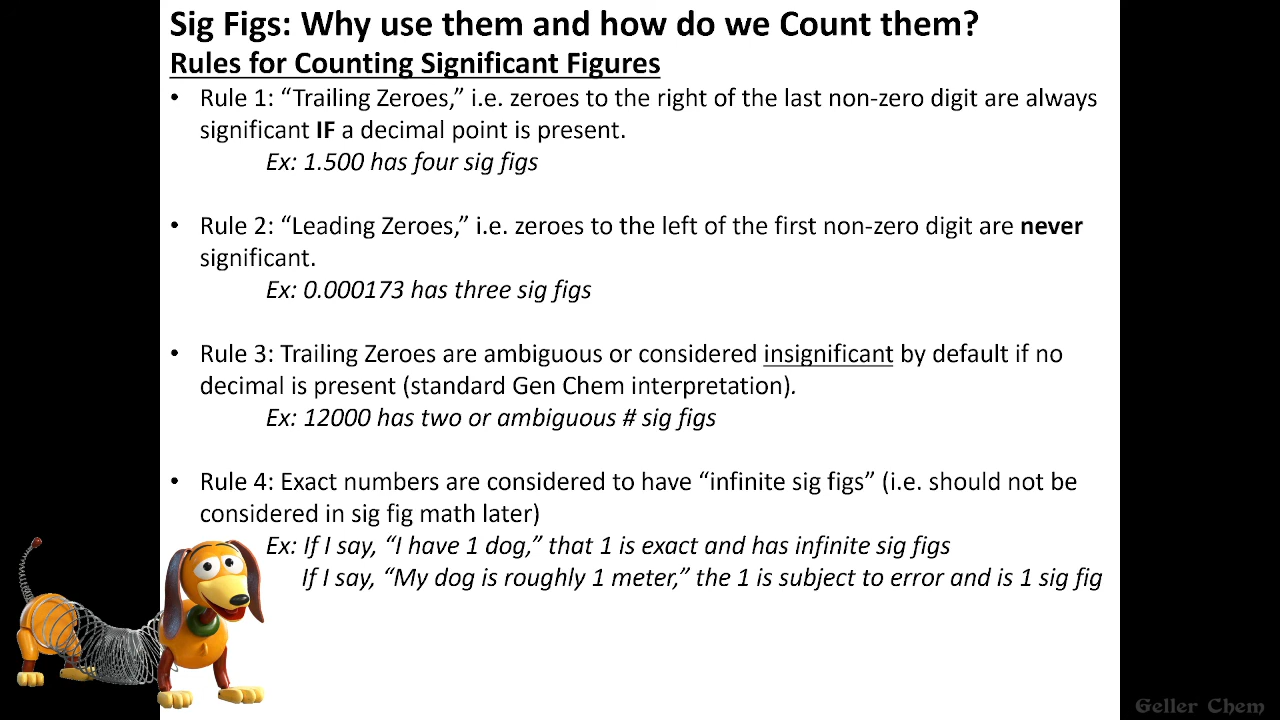 Sig Figs: Why use them and how do we Count them?
Rules for Counting Significant Figures
• Rule 1: “Trailing Zeroes,” i.e. zeroes to the right of the last non-zero digit are always
significant IF a decimal point is present.
Ex: 1.500 has four sig figs
• Rule 2: “Leading Zeroes,” i.e. zeroes to the left of the first non-zero digit are never
significant.
Ex: 0.000173 has three sig figs
• Rule 3: Trailing Zeroes are ambiguous or considered insignificant by default if no
decimal is present (standard Gen Chem interpretation).
Ex: 12000 has two or ambiguous # sig figs
• Rule 4: Exact numbers are considered to have “infinite sig figs” (i.e. should not be
considered in sig fig math later)
Ex: If I say, “I have 1 dog,” that 1 is exact and has infinite sig figs
If I say, “My dog is roughly 1 meter,” the 1 is subject to error and is 1 sig fig
Geller Chem